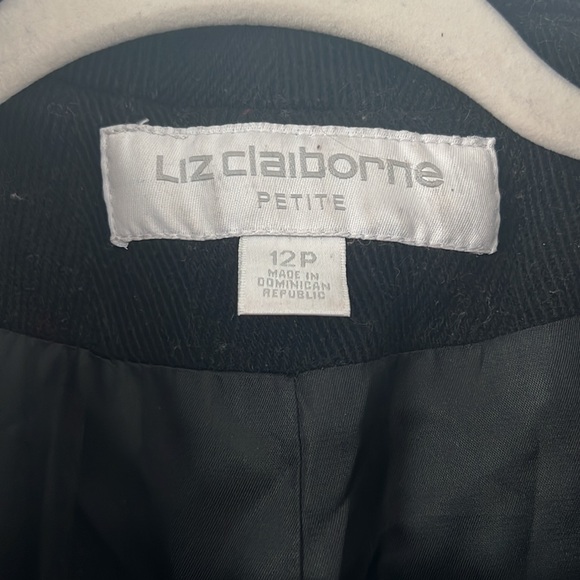 Liz claiborne
PETITE
12P
MADE IN
DOMINICAN
REPUBLIC